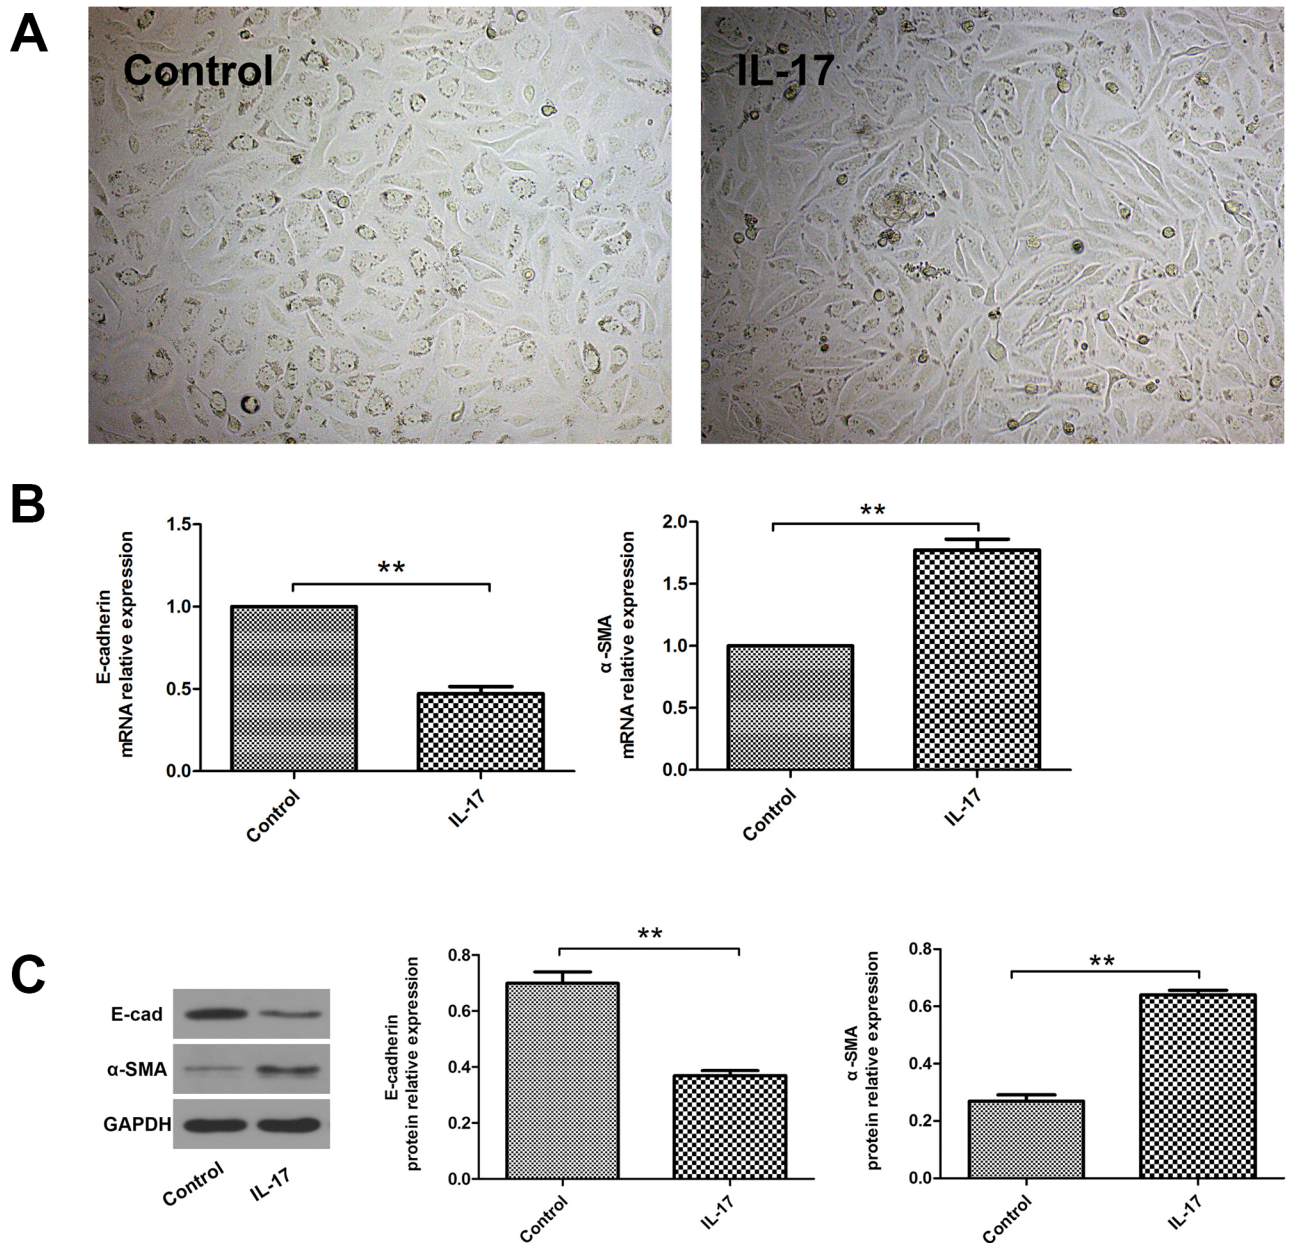 A
Control
IL-17
B
E-cadherin
mRNA relative expression
1.5
1.0
0.5
0.0
**
Control
IL-17
α-SMA
mRNA relative expression
2.0
1.5
1.0
0.5
0.0
**
Control
IL-17
C
E-cad
α-SMA
GAPDH
Control
IL-17
E-cadherin
protein relative expression
0.8
0.6
0.4
0.2
0.0
**
Control
IL-17
α-SMA
protein relative expression
0.8
0.6
0.4
0.2
0.0
**
Control
IL-17